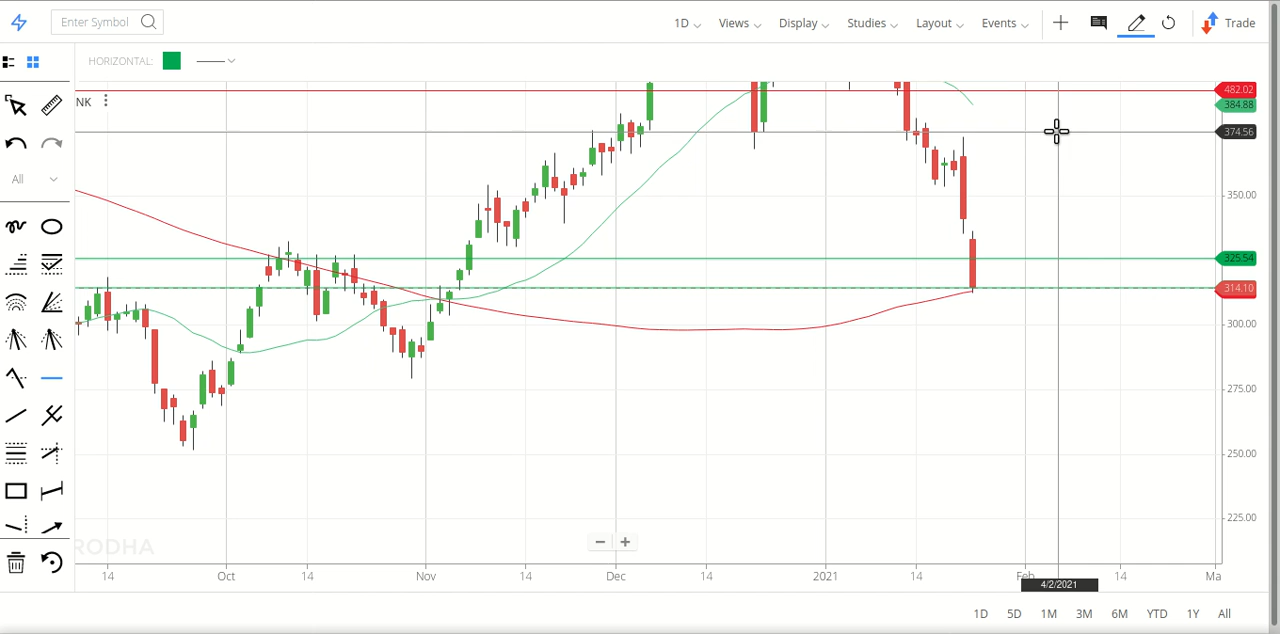 Enter Symbol
1D Views Display Studies Layout Events Trade
HORIZONTAL:
NK
482.02
384.88
374.56
350.00
325.54
314.10
300.00
275.00
250.00
225.00
All
RODHA
14 Oct 14 Nov 14 Dec 14 2021 14 Feb 14 Ma
4/2/2021
1D 5D 1M 3M 6M YTD 1Y All